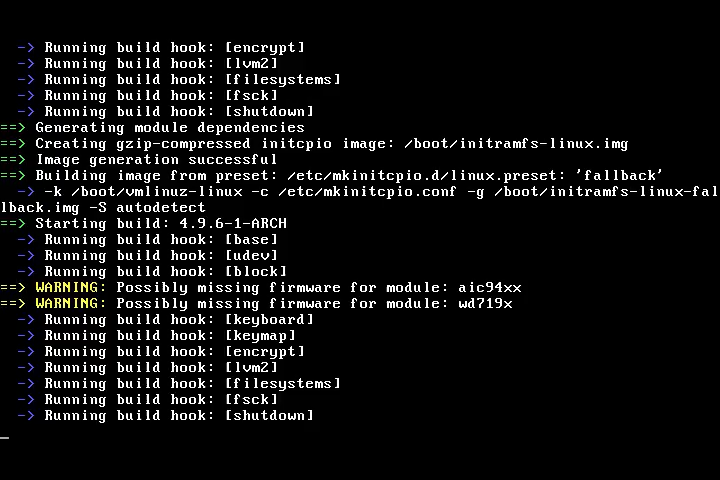 -> Running build hook: [encrypt]
-> Running build hook: [lvm2]
-> Running build hook: [filesystems]
-> Running build hook: [fsck]
-> Running build hook: [shutdown]
==> Generating module dependencies
==> Creating gzip-compressed initcpio image: /boot/initramfs-linux.img
==> Image generation successful
==> Building image from preset: /etc/mkinitcpio.d/linux.preset: 'fallback'
-> -k /boot/vmlinuz-linux -c /etc/mkinitcpio.conf -g /boot/initramfs-linux-fal
lback.img -S autodetect
==> Starting build: 4.9.6-1-ARCH
-> Running build hook: [base]
-> Running build hook: [udev]
-> Running build hook: [block]
==> WARNING: Possibly missing firmware for module: aic94xx
==> WARNING: Possibly missing firmware for module: wd719x
-> Running build hook: [keyboard]
-> Running build hook: [keymap]
-> Running build hook: [encrypt]
-> Running build hook: [lvm2]
-> Running build hook: [filesystems]
-> Running build hook: [fsck]
-> Running build hook: [shutdown]
_